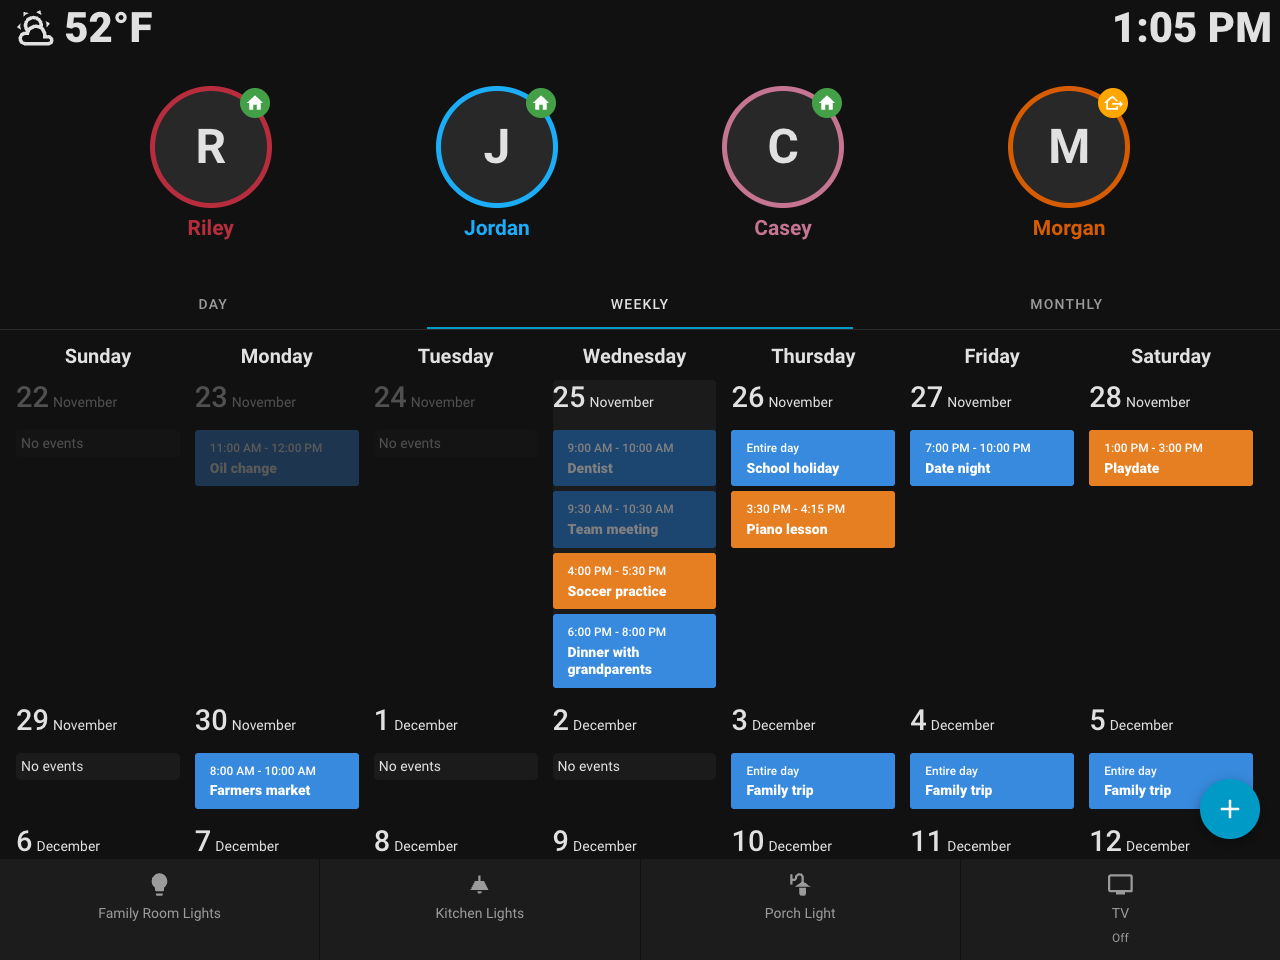 52°F
1:05 PM
R
J
C
M
Riley
Jordan
Casey
Morgan
DAY
WEEKLY
MONTHLY
Sunday
Monday
Tuesday
Wednesday
Thursday
Friday
Saturday
22 November
No events
23 November
11:00 AM - 12:00 PM
Oil change
24 November
No events
25 November
9:00 AM - 10:00 AM
Dentist
9:30 AM - 10:30 AM
Team meeting
4:00 PM - 5:30 PM
Soccer practice
6:00 PM - 8:00 PM
Dinner with
grandparents
26 November
Entire day
School holiday
3:30 PM - 4:15 PM
Piano lesson
27 November
7:00 PM - 10:00 PM
Date night
28 November
1:00 PM - 3:00 PM
Playdate
29 November
No events
30 November
8:00 AM - 10:00 AM
Farmers market
1 December
No events
2 December
No events
3 December
Entire day
Family trip
4 December
Entire day
Family trip
5 December
Entire day
Family trip
6 December
7 December
8 December
9 December
10 December
11 December
12 December
Family Room Lights
Kitchen Lights
Porch Light
TV
Off